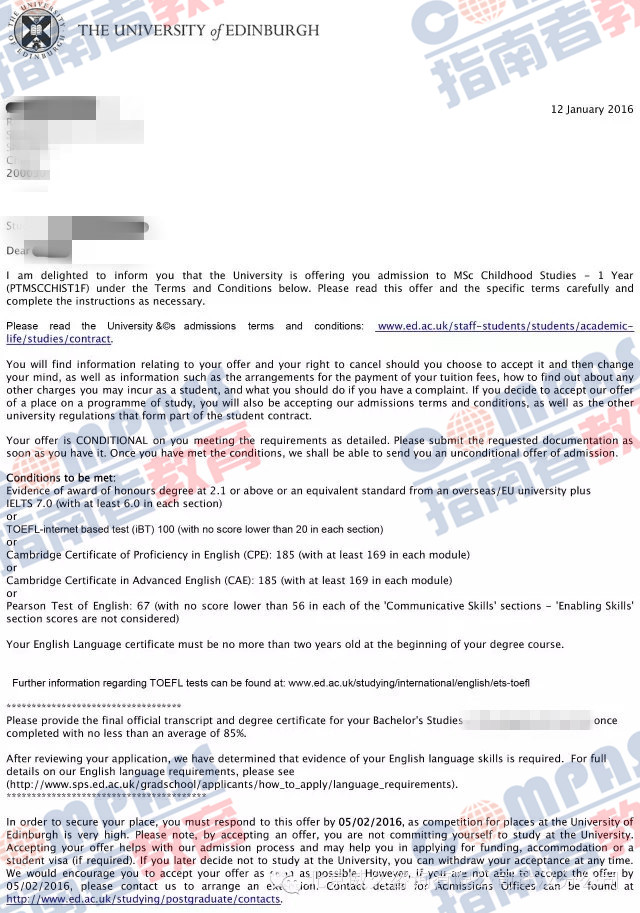 THE UNIVERSITY of EDINBURGH
COMPASS
指南者教育
12 January 2016
200
Dear
I am delighted to inform you that the University is offering you admission to MSc Childhood Studies - 1 Year
(PTMSCCHIST1F) under the Terms and Conditions below. Please read this offer and the specific terms carefully and
complete the instructions as necessary.
Please read the University &©s admissions terms and conditions: www.ed.ac.uk/staff-students/students/academic-
life/studies/contract.
You will find information relating to your offer and your right to cancel should you choose to accept it and then change
your mind, as well as information such as the arrangements for the payment of your tuition fees, how to find out about any
other charges you may incur as a student, and what you should do if you have a complaint. If you decide to accept our offer
of a place on a programme of study, you will also be accepting our admissions terms and conditions, as well as the other
university regulations that form part of the student contract.
Your offer is CONDITIONAL on you meeting the requirements as detailed. Please submit the requested documentation as
soon as you have it. Once you have met the conditions, we shall be able to send you an unconditional offer of admission.
Conditions to be met:
Evidence of award of honours degree at 2.1 or above or an equivalent standard from an overseas/EU university plus
IELTS 7.0 (with at least 6.0 in each section)
or
TOEFL-internet based test (iBT) 100 (with no score lower than 20 in each section)
or
Cambridge Certificate of Proficiency in English (CPE): 185 (with at least 169 in each module)
or
Cambridge Certificate in Advanced English (CAE): 185 (with at least 169 in each module)
or
Pearson Test of English: 67 (with no score lower than 56 in each of the 'Communicative Skills' sections - 'Enabling Skills'
section scores are not considered)
Your English Language certificate must be no more than two years old at the beginning of your degree course.
Further information regarding TOEFL tests can be found at: www.ed.ac.uk/studying/international/english/ets-toefl
***********************************
Please provide the final official transcript and degree certificate for your Bachelor's Studies once
completed with no less than an average of 85%.
After reviewing your application, we have determined that evidence of your English language skills is required. For full
details on our English language requirements, please see
(http://www.sps.ed.ac.uk/gradschool/applicants/how_to_apply/language_requirements).
****************************************
In order to secure your place, you must respond to this offer by 05/02/2016, as competition for places at the University of
Edinburgh is very high. Please note, by accepting an offer, you are not committing yourself to study at the University.
Accepting your offer helps with our admission process and may help you in applying for funding, accommodation or a
student visa (if required). If you later decide not to study at the University, you can withdraw your acceptance at any time.
We would encourage you to accept your offer as soon as possible. However, if you are not able to accept the offer by
05/02/2016, please contact us to arrange an extension. Contact details for Admissions Offices can be found at
http://www.ed.ac.uk/studying/postgraduate/contacts.